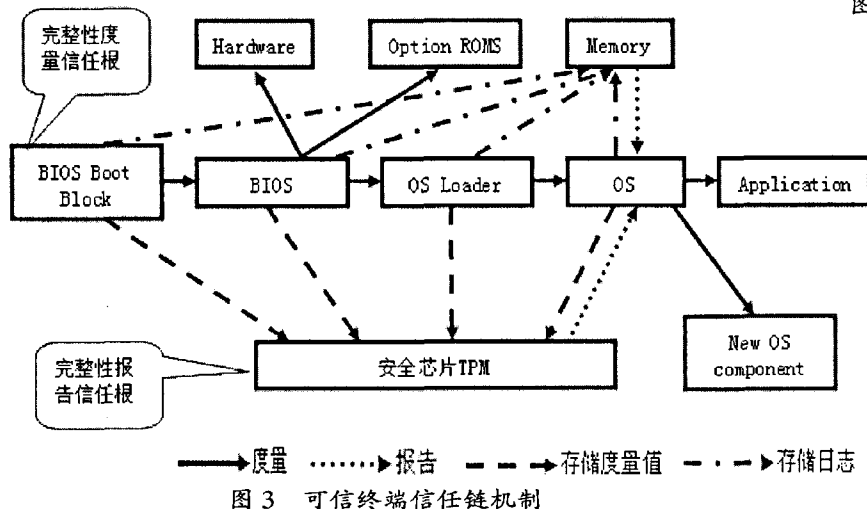 图
完整性度
量信任根
Hardware
Option ROMS
Memory
BIOS Boot
Block
BIOS
OS Loader
OS
Application
完整性报
告信任根
安全芯片TPM
New OS
component
度量 报告 存储度量值 存储日志
图 3 可信终端信任链机制